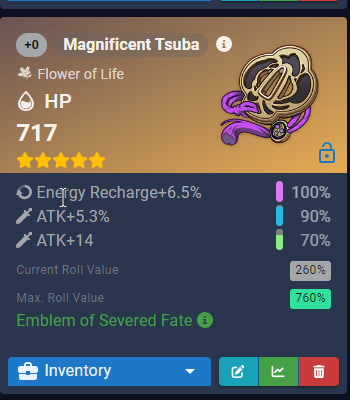 +0 Magnificent Tsuba
Flower of Life
HP
717
Energy Recharge+6.5% 100%
ATK+5.3% 90%
ATK+14 70%
Current Roll Value 260%
Max. Roll Value 760%
Emblem of Severed Fate
Inventory